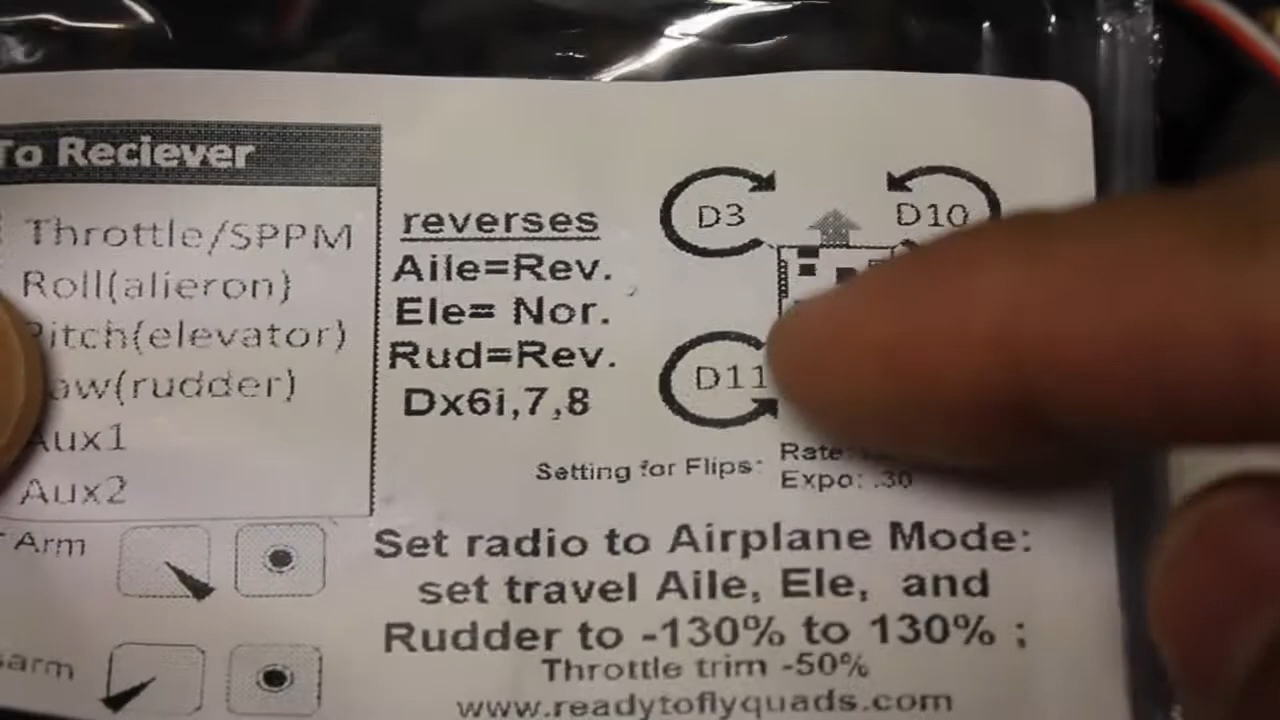 To Reciever
Throttle/SPPM
Roll(alieron)
Pitch(elevator)
aw(rudder)
Aux1
Aux2
Arm
sarm
reverses
Aile=Rev.
Ele= Nor.
Rud=Rev.
Dx6i,7,8
D3
D10
D11
Setting for Flips: Rate:
Expo: .30
Set radio to Airplane Mode:
set travel Aile, Ele, and
Rudder to -130% to 130% ;
Throttle trim -50%
www.readytoflyquads.com